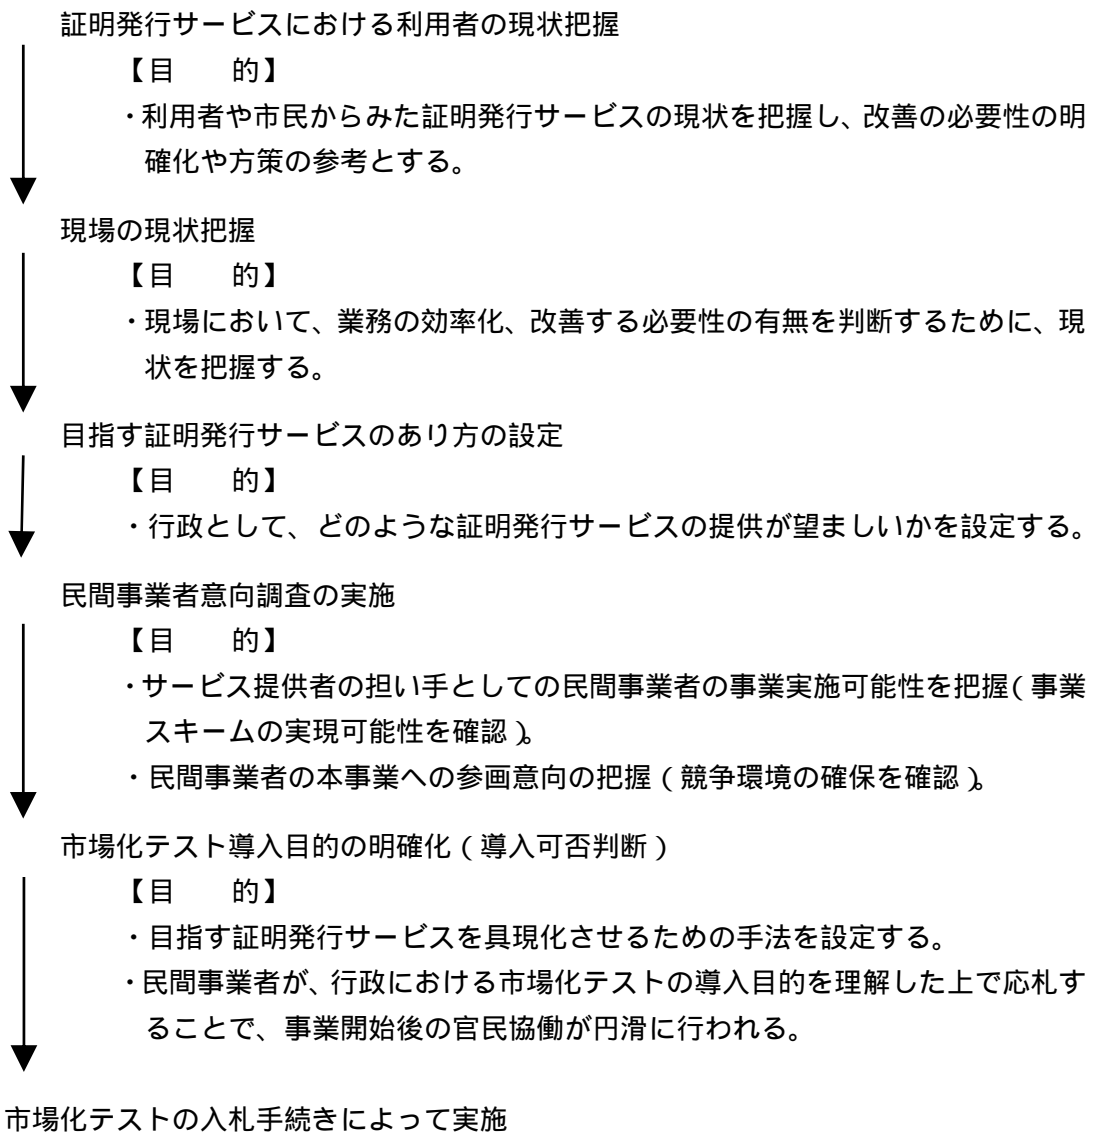 証明発行サービスにおける利用者の現状把握
【目　　的】
・利用者や市民からみた証明発行サービスの現状を把握し、改善の必要性の明
確化や方策の参考とする。
現場の現状把握
【目　　的】
・現場において、業務の効率化、改善する必要性の有無を判断するために、現
状を把握する。
目指す証明発行サービスのあり方の設定
【目　　的】
・行政として、どのような証明発行サービスの提供が望ましいかを設定する。
民間事業者意向調査の実施
【目　　的】
・サービス提供者の担い手としての民間事業者の事業実施可能性を把握（事業
スキームの実現可能性を確認）。
・民間事業者の本事業への参画意向の把握（競争環境の確保を確認）。
市場化テスト導入目的の明確化（導入可否判断）
【目　　的】
・目指す証明発行サービスを具現化させるための手法を設定する。
・民間事業者が、行政における市場化テストの導入目的を理解した上で応札す
ることで、事業開始後の官民協働が円滑に行われる。
市場化テストの入札手続きによって実施